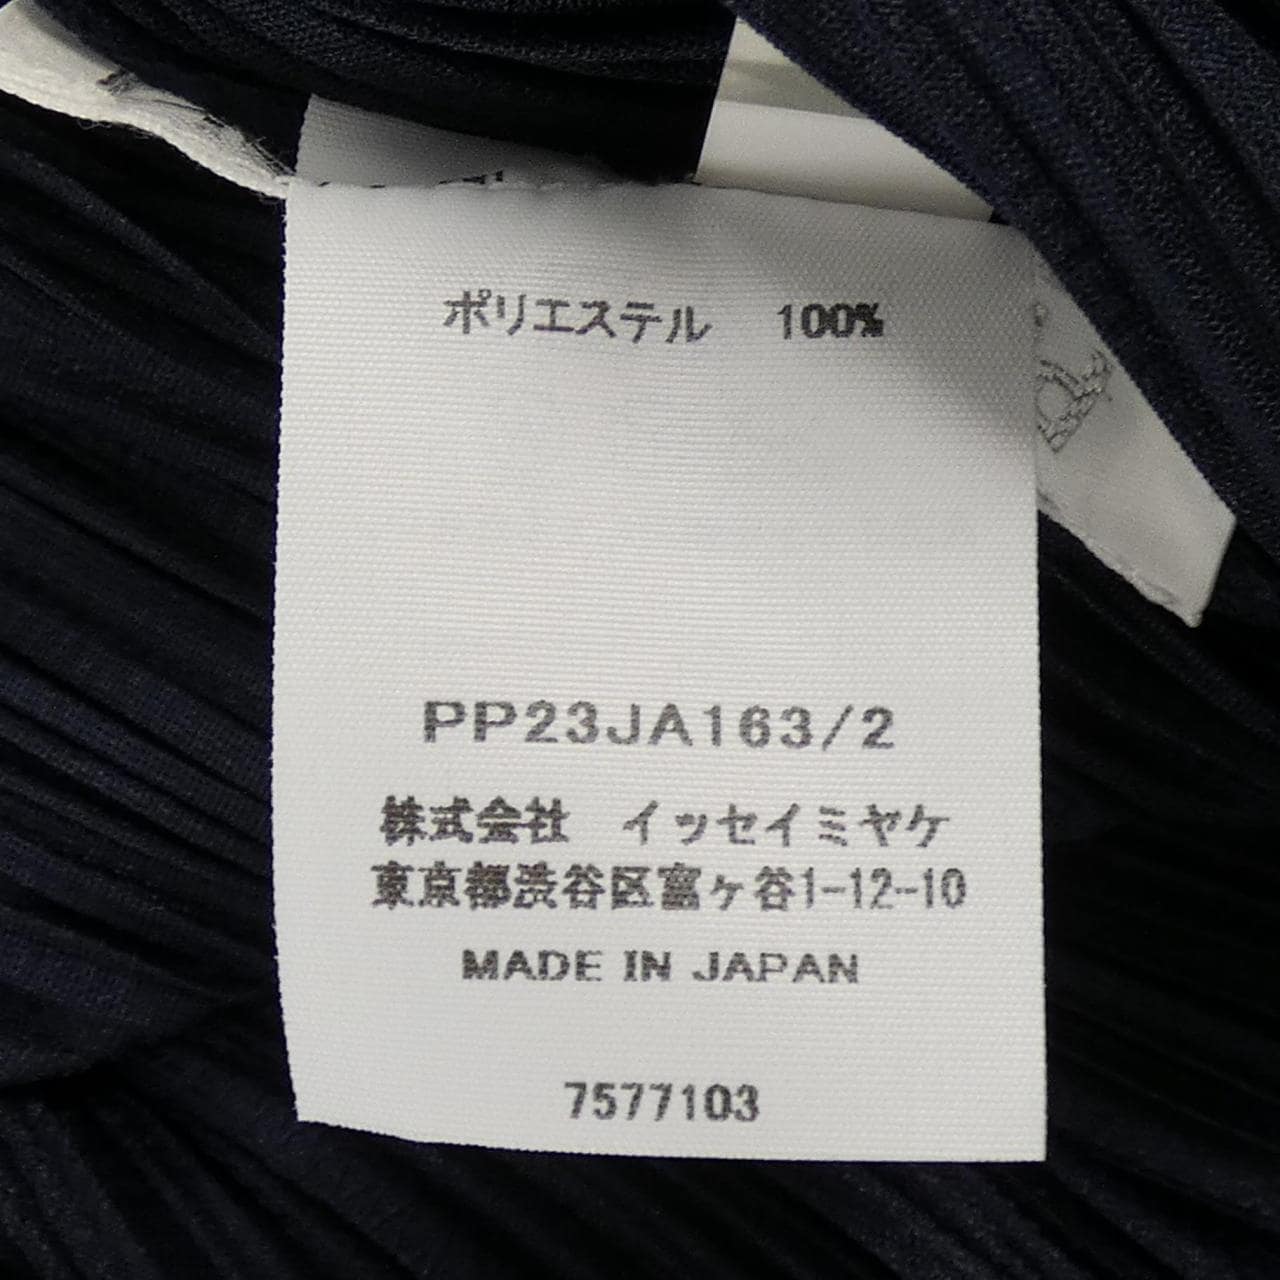 ポリエステル 100%
PP23JA163/2
株式会社 イッセイミヤケ
東京都渋谷区富ヶ谷1-12-10
MADE IN JAPAN
7577103